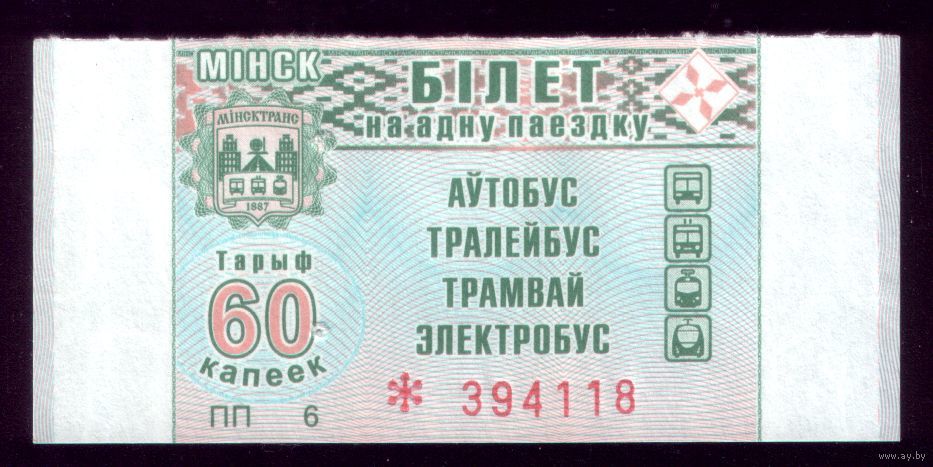 МІНСК
БІЛЕТ
на адну паездку
МІНСКТРАНС
1887
АЎТОБУС
ТРАЛЕЙБУС
ТРАМВАЙ
ЭЛЕКТРОБУС
Тарыф
60
капеек
ПП 6
* 394118
www.ay.by